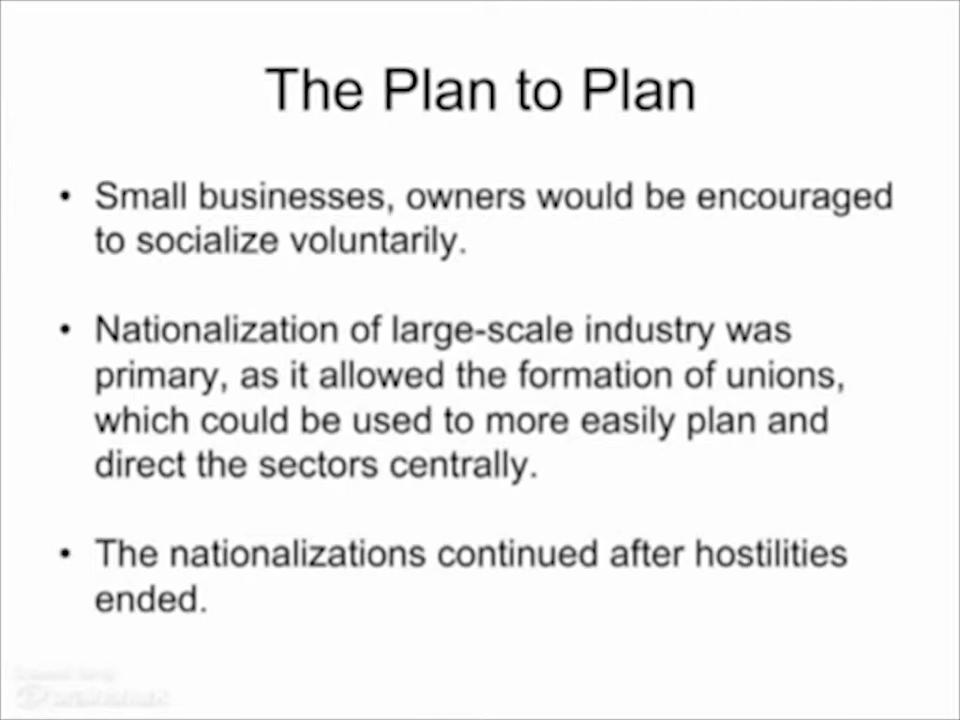 The Plan to Plan
• Small businesses, owners would be encouraged
to socialize voluntarily.
• Nationalization of large-scale industry was
primary, as it allowed the formation of unions,
which could be used to more easily plan and
direct the sectors centrally.
• The nationalizations continued after hostilities
ended.